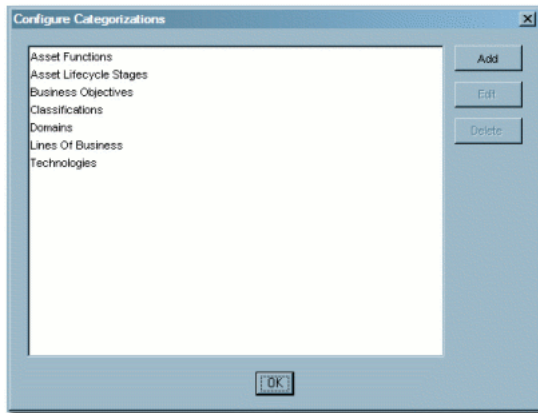 Configure Categorizations
Asset Functions
Asset Lifecycle Stages
Business Objectives
Classifications
Domains
Lines Of Business
Technologies
Add
Edit
Delete
OK